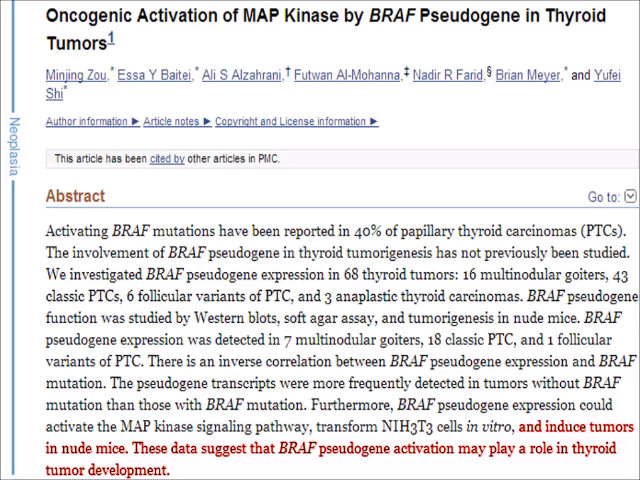 Oncogenic Activation of MAP Kinase by BRAF Pseudogene in Thyroid
Tumors1
Minjing Zou,* Essa Y Baitei,* Ali S Alzahrani,† Futwan Al-Mohanna,‡ Nadir R Farid,§ Brian Meyer,* and Yufei
Shi*
Author information ► Article notes ► Copyright and License information ►
Neoplasia
This article has been cited by other articles in PMC.
Abstract
Go to:
Activating BRAF mutations have been reported in 40% of papillary thyroid carcinomas (PTCs).
The involvement of BRAF pseudogene in thyroid tumorigenesis has not previously been studied.
We investigated BRAF pseudogene expression in 68 thyroid tumors: 16 multinodular goiters, 43
classic PTCs, 6 follicular variants of PTC, and 3 anaplastic thyroid carcinomas. BRAF pseudogene
function was studied by Western blots, soft agar assay, and tumorigenesis in nude mice. BRAF
pseudogene expression was detected in 7 multinodular goiters, 18 classic PTC, and 1 follicular
variants of PTC. There is an inverse correlation between BRAF pseudogene expression and BRAF
mutation. The pseudogene transcripts were more frequently detected in tumors without BRAF
mutation than those with BRAF mutation. Furthermore, BRAF pseudogene expression could
activate the MAP kinase signaling pathway, transform NIH3T3 cells in vitro, and induce tumors
in nude mice. These data suggest that BRAF pseudogene activation may play a role in thyroid
tumor development.